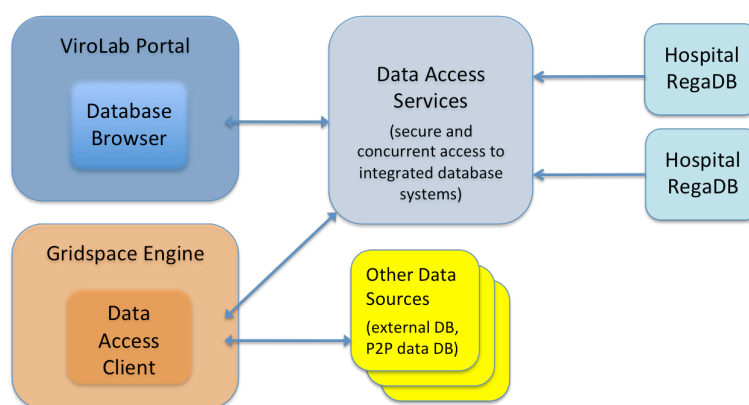 ViroLab Portal
Database
Browser
Data Access
Services
(secure and
concurrent access to
integrated database
systems)
Hospital
RegaDB
Hospital
RegaDB
Gridspace Engine
Data
Access
Client
Other Data
Sources
(external DB,
P2P data DB)